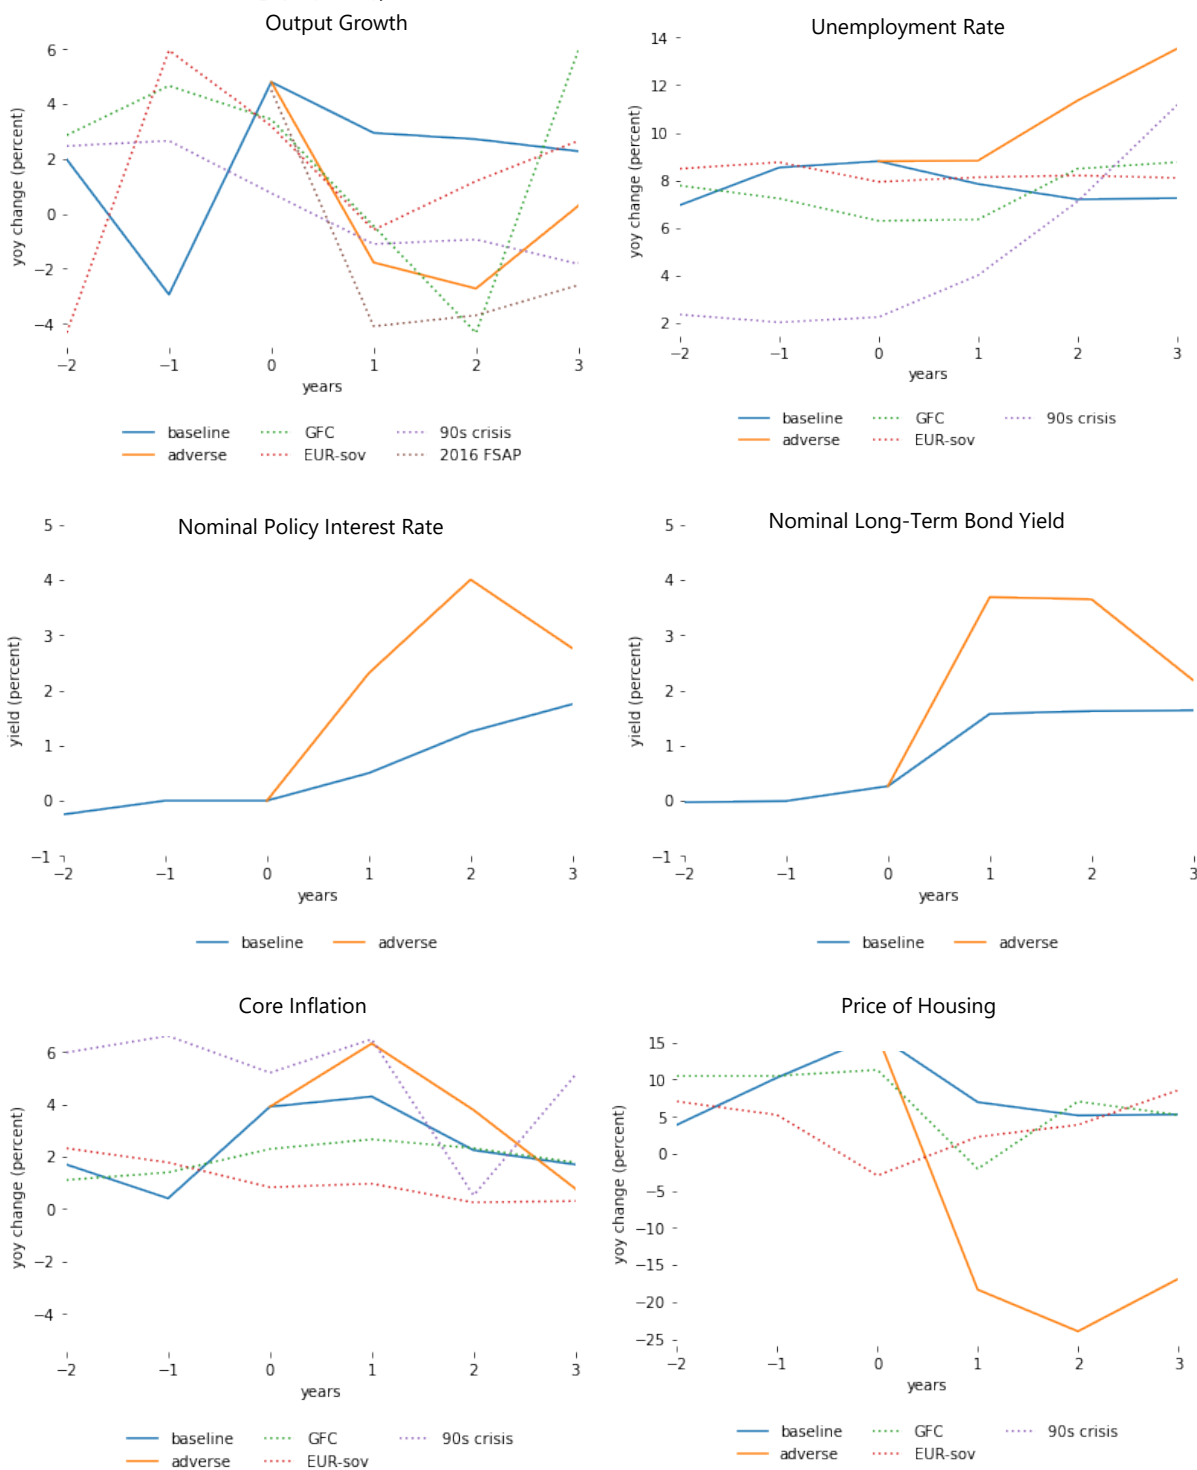 Output Growth
6
4
2
0
−2
−4
yoy change (percent)
−2 −1 0 1 2 3
years
baseline GFC 90s crisis
adverse EUR-sov 2016 FSAP
Unemployment Rate
14
12
10
8
6
4
2
yoy change (percent)
−2 −1 0 1 2 3
years
baseline GFC 90s crisis
adverse EUR-sov
Nominal Policy Interest Rate
5
4
3
2
1
0
−1
yield (percent)
−2 −1 0 1 2 3
years
baseline adverse
Nominal Long-Term Bond Yield
5
4
3
2
1
0
−1
yield (percent)
−2 −1 0 1 2 3
years
baseline adverse
Core Inflation
6
4
2
0
−2
−4
yoy change (percent)
−2 −1 0 1 2 3
years
baseline GFC 90s crisis
adverse EUR-sov
Price of Housing
15
10
5
0
−5
−10
−15
−20
−25
yoy change (percent)
−2 −1 0 1 2 3
years
baseline GFC 90s crisis
adverse EUR-sov